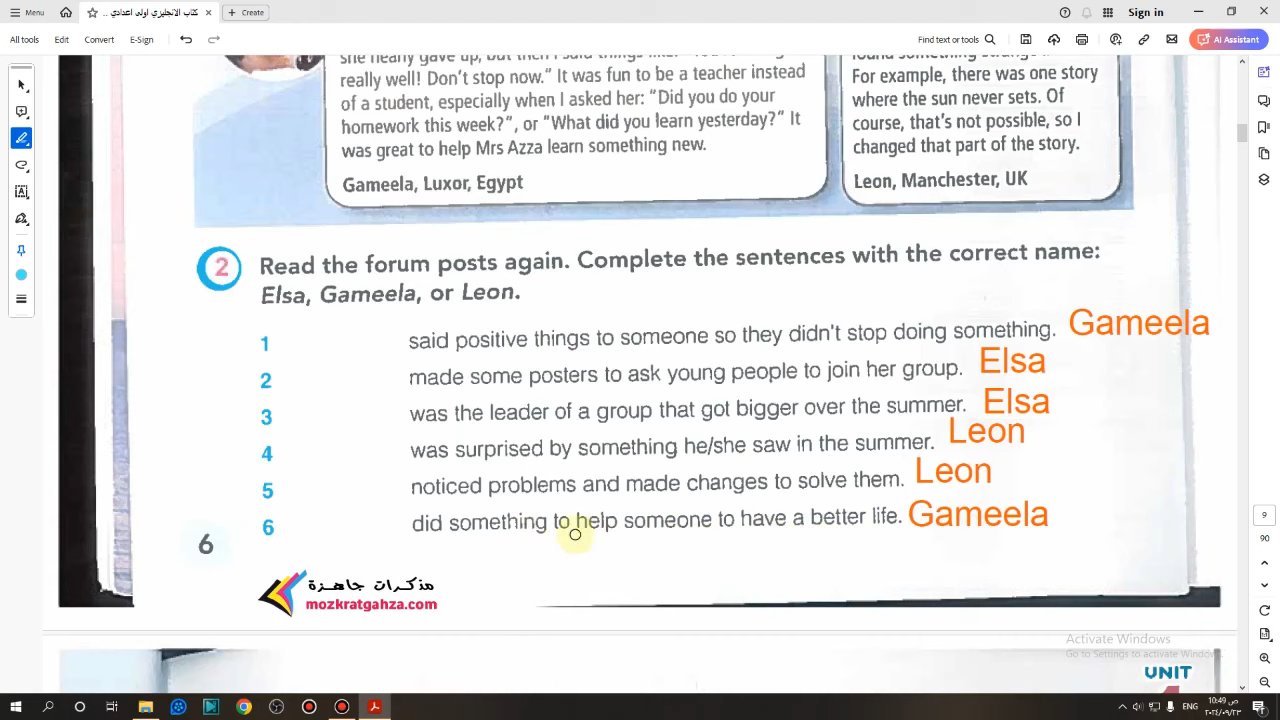 Menu
كتاب الانجليزي اولى اعدادي ..
Create
Sign in
All tools Edit Convert E-Sign
Find text or tools
AI Assistant
really well! Don't stop now." It was fun to be a teacher instead
of a student, especially when I asked her: "Did you do your
homework this week?", or "What did you learn yesterday?" It
was great to help Mrs Azza learn something new.
Gameela, Luxor, Egypt
For example, there was one story
where the sun never sets. Of
course, that's not possible, so I
changed that part of the story.
Leon, Manchester, UK
2 Read the forum posts again. Complete the sentences with the correct name:
Elsa, Gameela, or Leon.
1 said positive things to someone so they didn't stop doing something. Gameela
2 made some posters to ask young people to join her group. Elsa
3 was the leader of a group that got bigger over the summer. Elsa
4 was surprised by something he/she saw in the summer. Leon
5 noticed problems and made changes to solve them. Leon
6 did something to help someone to have a better life. Gameela
6
مذكرات جاهزة
mozkratgahza.com
9
90
Activate Windows
Go to Settings to activate Windows.
UNIT
ENG
10:49 ص